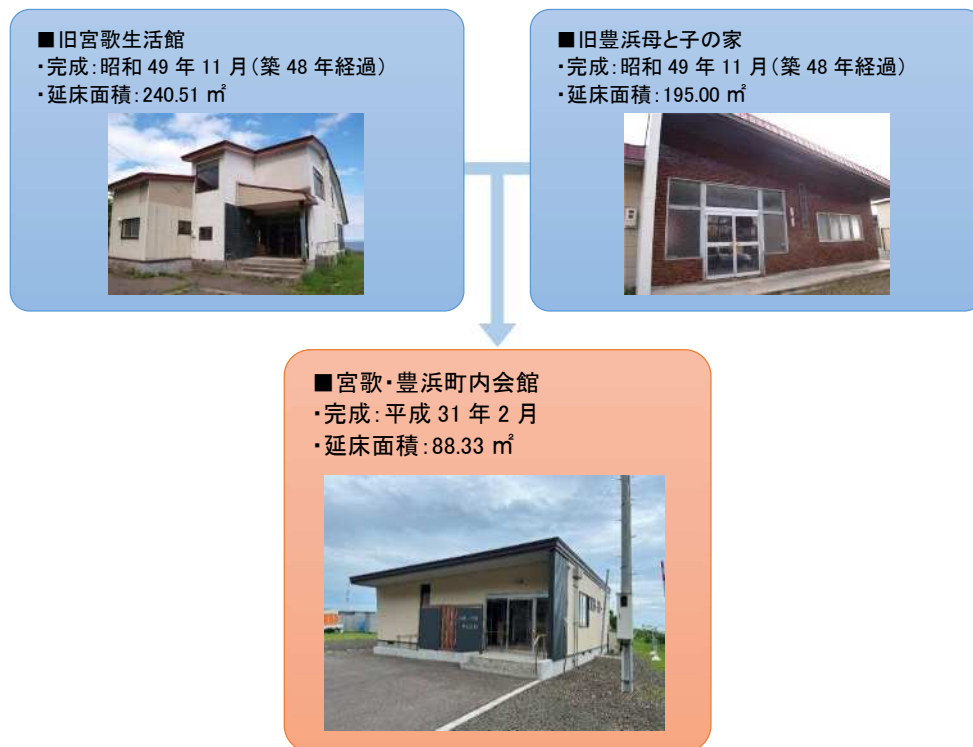 ■旧宮歌生活館
・完成：昭和 49 年 11 月（築 48 年経過）
・延床面積：240.51 ㎡
■旧豊浜母と子の家
・完成：昭和 49 年 11 月（築 48 年経過）
・延床面積：195.00 ㎡
■宮歌・豊浜町内会館
・完成：平成 31 年 2 月
・延床面積：88.33 ㎡